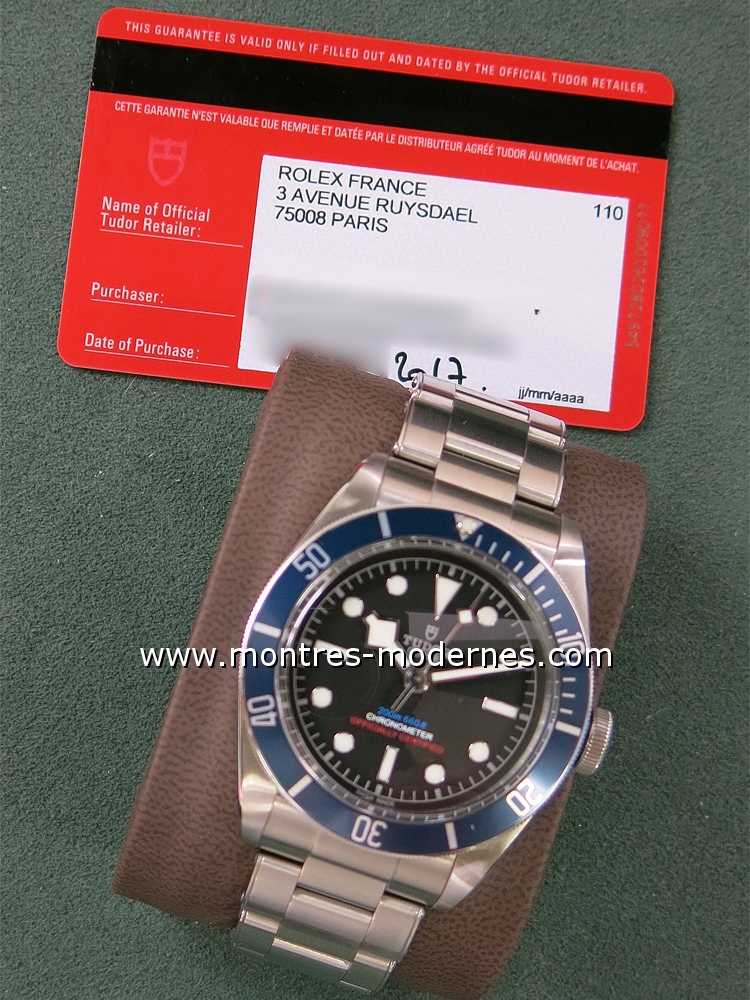 THIS GUARANTEE IS VALID ONLY IF FILLED OUT AND DATED BY THE OFFICIAL TUDOR RETAILER.
CETTE GARANTIE N'EST VALABLE QUE REMPLIE ET DATÉE PAR LE DISTRIBUTEUR AGRÉÉ TUDOR AU MOMENT DE L'ACHAT.
ROLEX FRANCE
110
3 AVENUE RUYSDAEL
75008 PARIS
Name of Official
Tudor Retailer:
Purchaser:
Date of Purchase:
2017
jj/mm/aaaa
50
10
www.montres-modernes.com
40
200m 660ft
CHRONOMETER
OFFICIALLY CERTIFIED
20
30